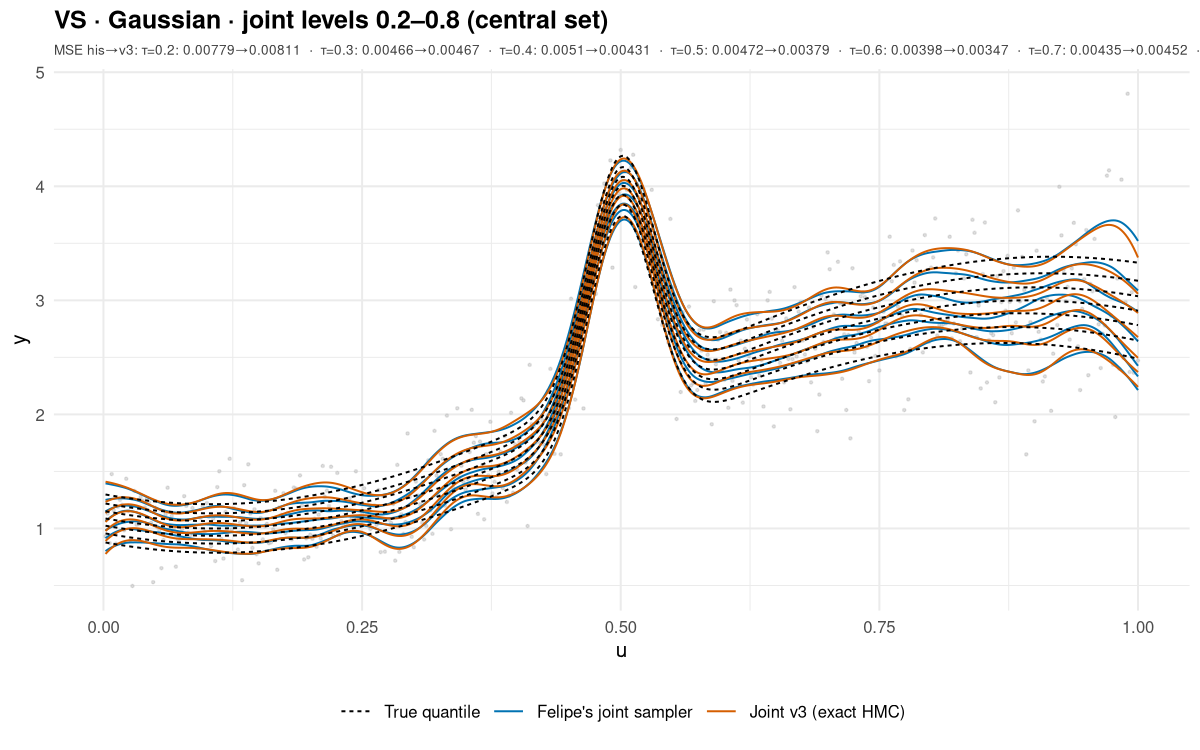 VS · Gaussian · joint levels 0.2–0.8 (central set)
MSE his→v3: τ=0.2: 0.00779→0.00811 · τ=0.3: 0.00466→0.00467 · τ=0.4: 0.0051→0.00431 · τ=0.5: 0.00472→0.00379 · τ=0.6: 0.00398→0.00347 · τ=0.7: 0.00435→0.00452 ·
5
4
3
2
1
y
0.00 0.25 0.50 0.75 1.00
u
True quantile Felipe's joint sampler Joint v3 (exact HMC)